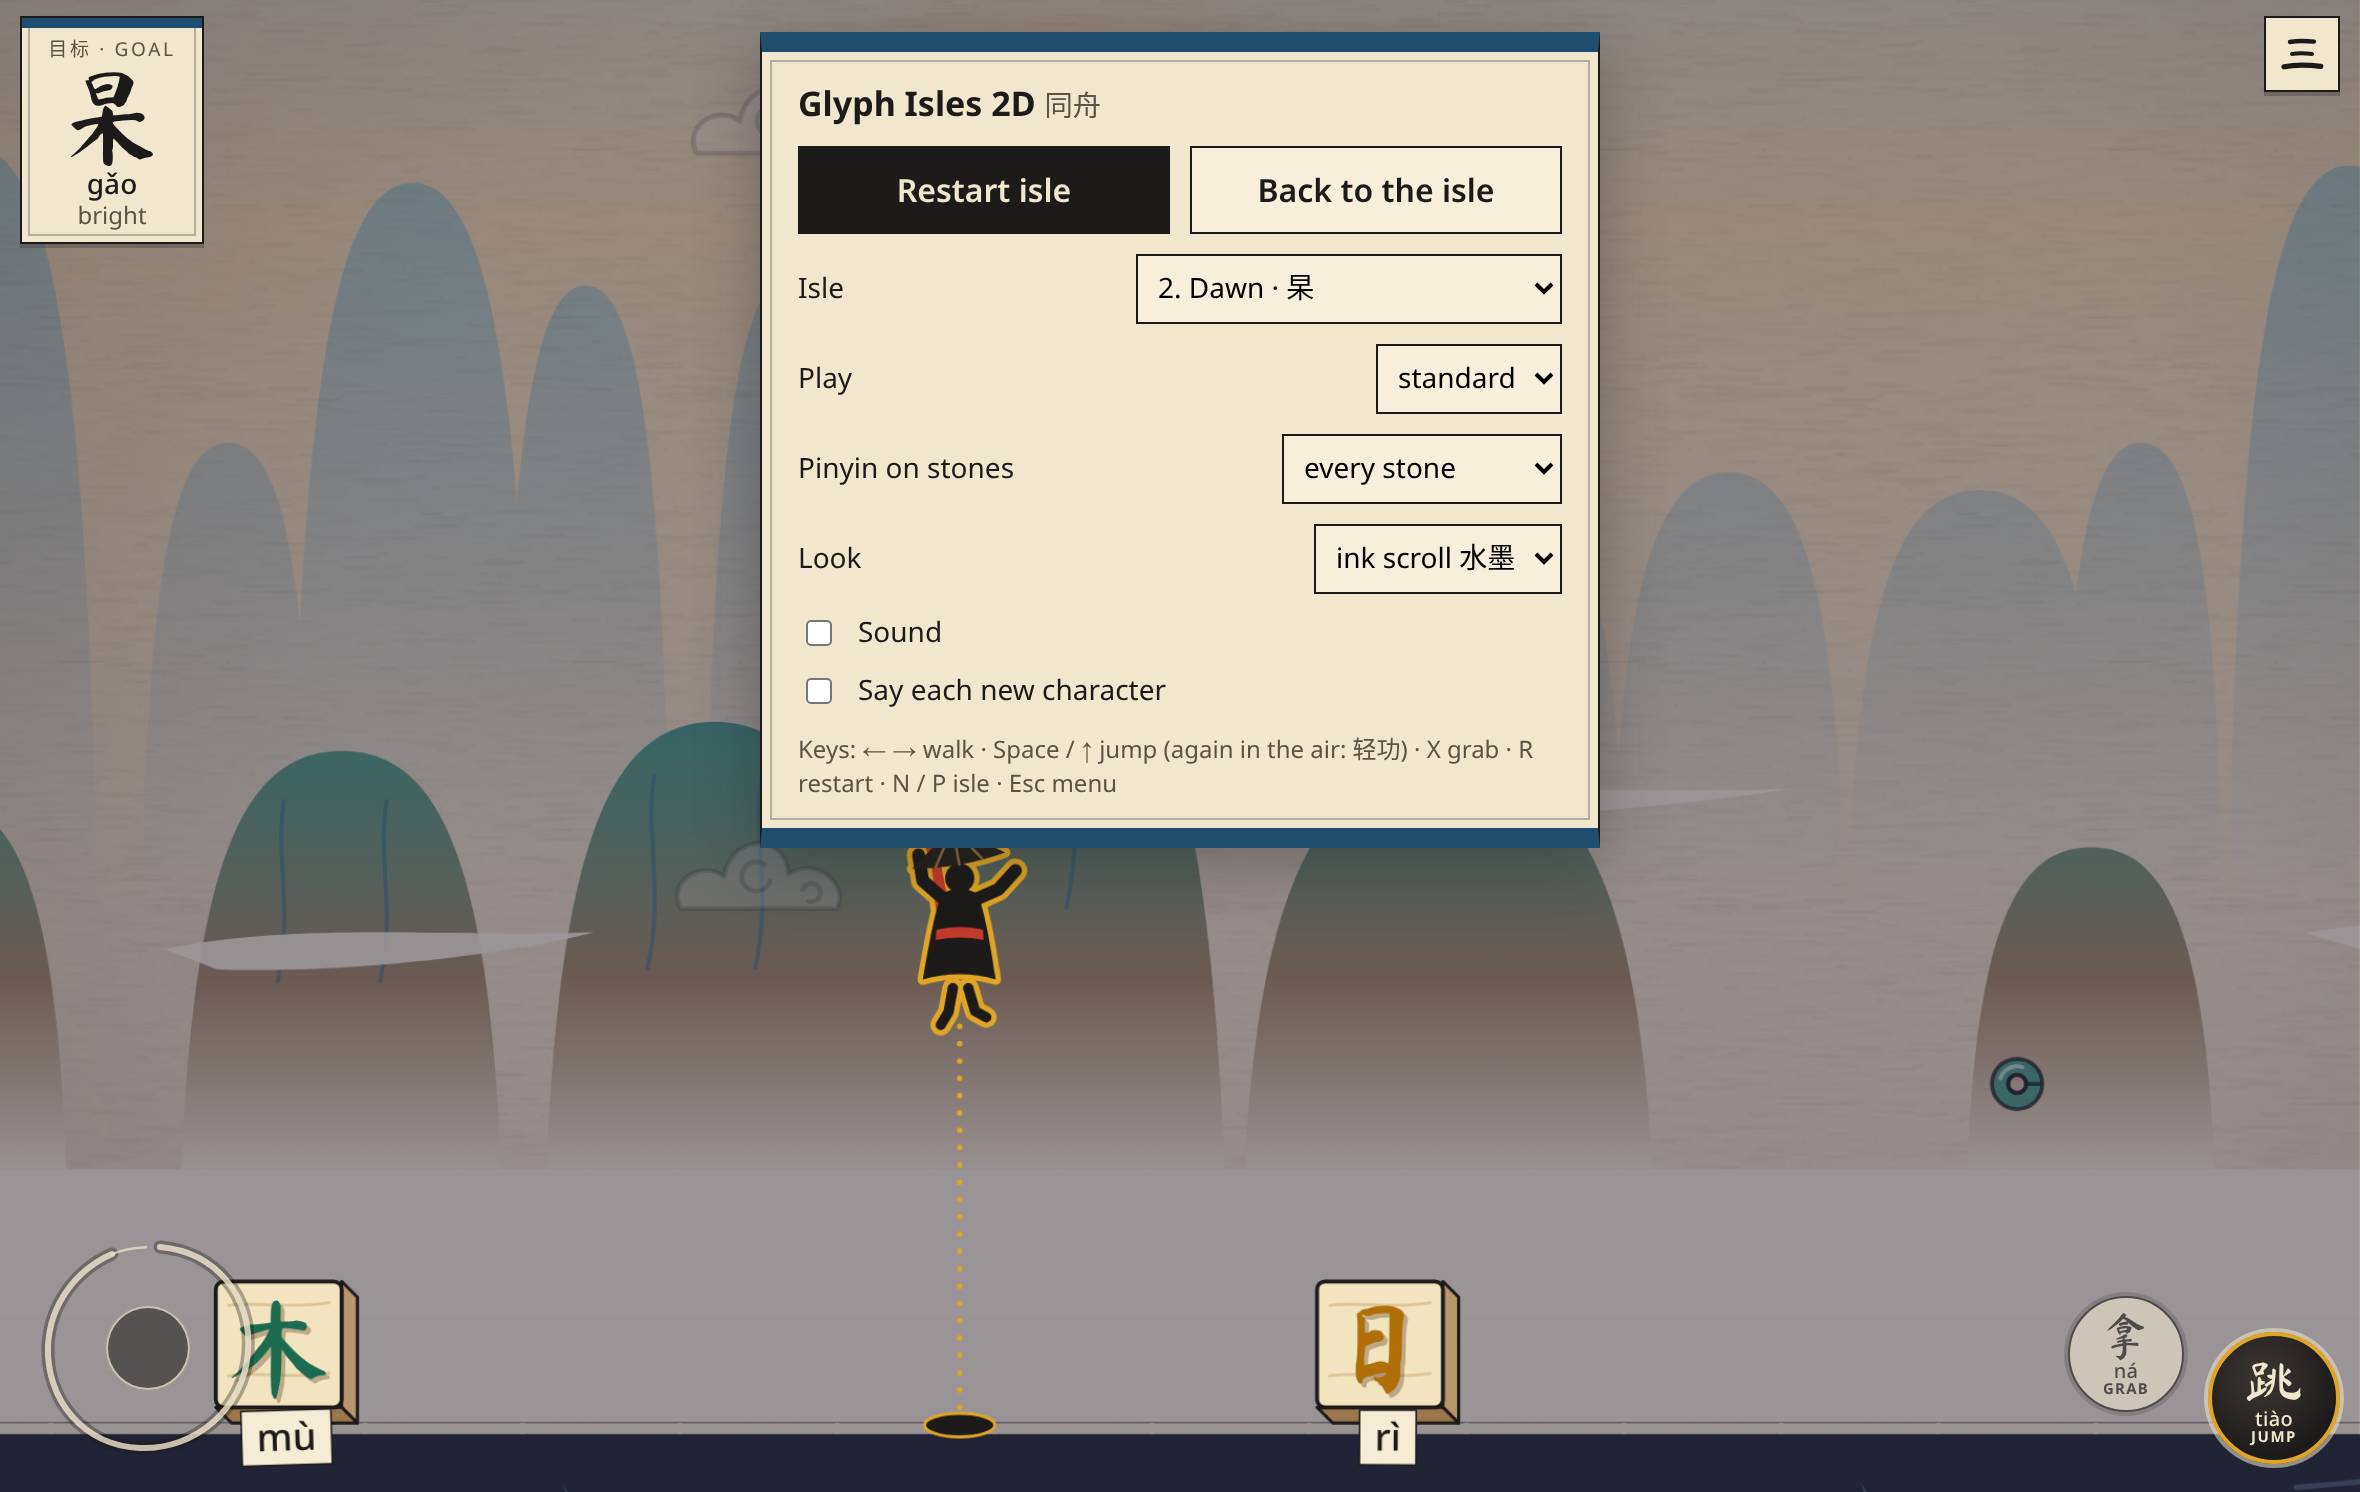 目标 · GOAL
杲
gǎo
bright
三
Glyph Isles 2D 同舟
Restart isle
Back to the isle
Isle
2. Dawn · 杲
Play
standard
Pinyin on stones
every stone
Look
ink scroll 水墨
Sound
Say each new character
Keys: ← → walk · Space / ↑ jump (again in the air: 轻功) · X grab · R
restart · N / P isle · Esc menu
木
mù
日
rì
拿
ná
GRAB
跳
tiào
JUMP